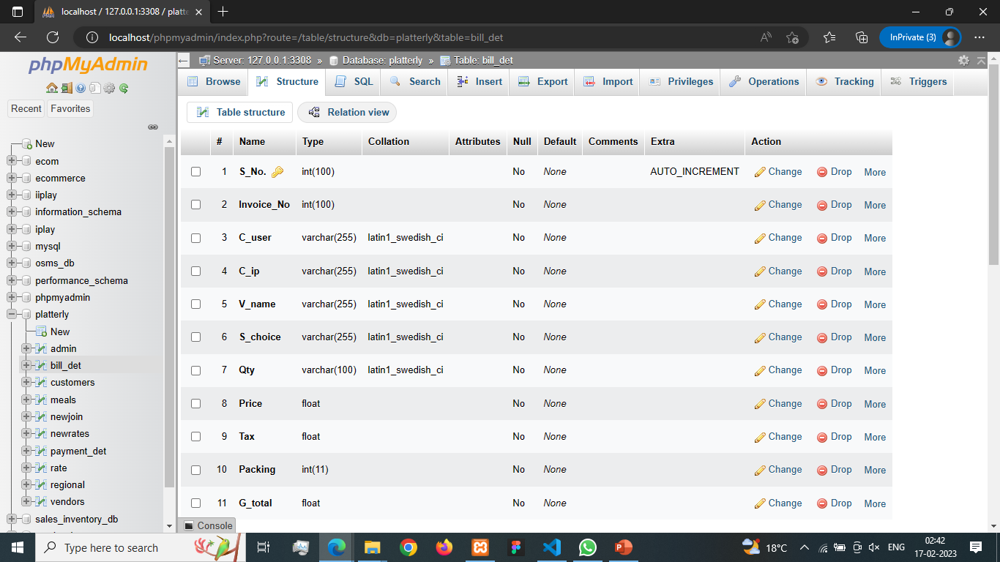 localhost / 127.0.0.1:3308 / platte
localhost/phpmyadmin/index.php?route=/table/structure&db=platterly&table=bill_det
InPrivate (3)
phpMyAdmin
Recent Favorites
New
ecom
ecommerce
iiplay
information_schema
iplay
mysql
osms_db
performance_schema
phpmyadmin
platterly
New
admin
bill_det
customers
meals
newjoin
newrates
payment_det
rate
regional
vendors
sales_inventory_db
Server: 127.0.0.1:3308 » Database: platterly » Table: bill_det
Browse Structure SQL Search Insert Export Import Privileges Operations Tracking Triggers
Table structure Relation view
# Name Type Collation Attributes Null Default Comments Extra Action
1 S_No. int(100) No None AUTO_INCREMENT Change Drop More
2 Invoice_No int(100) No None Change Drop More
3 C_user varchar(255) latin1_swedish_ci No None Change Drop More
4 C_ip varchar(255) latin1_swedish_ci No None Change Drop More
5 V_name varchar(255) latin1_swedish_ci No None Change Drop More
6 S_choice varchar(255) latin1_swedish_ci No None Change Drop More
7 Qty varchar(100) latin1_swedish_ci No None Change Drop More
8 Price float No None Change Drop More
9 Tax float No None Change Drop More
10 Packing int(11) No None Change Drop More
11 G_total float No None Change Drop More
Console
Type here to search
18°C
ENG
02:42
17-02-2023